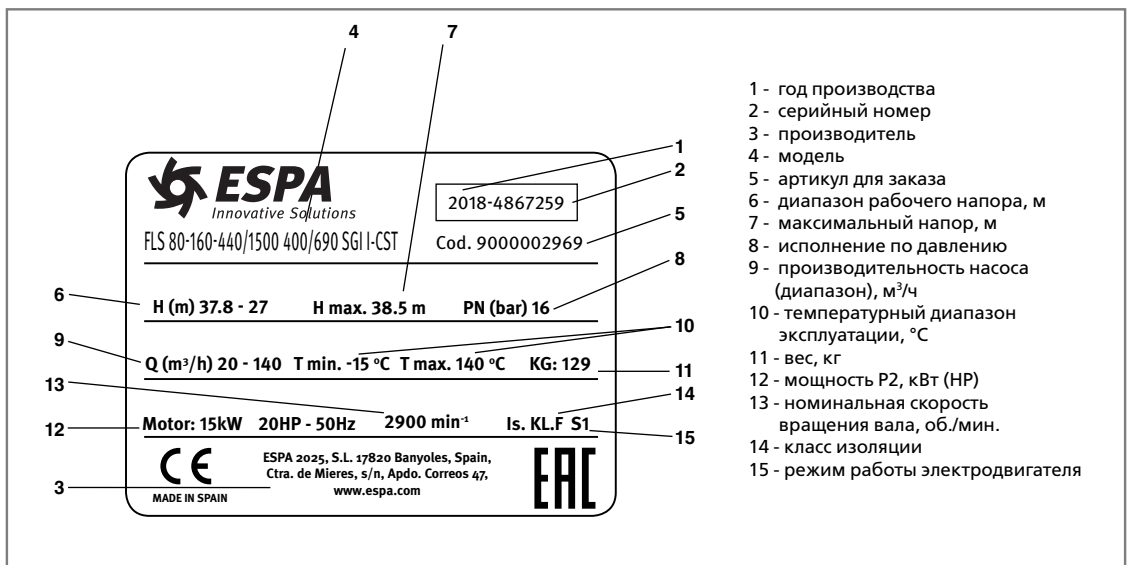 4
7
1 - год производства
2 - серийный номер
3 - производитель
4 - модель
5 - артикул для заказа
6 - диапазон рабочего напора, м
7 - максимальный напор, м
8 - исполнение по давлению
9 - производительность насоса
(диапазон), м³/ч
10 - температурный диапазон
эксплуатации, °C
11 - вес, кг
12 - мощность P2, кВт (HP)
13 - номинальная скорость
вращения вала, об./мин.
14 - класс изоляции
15 - режим работы электродвигателя
1
2
5
8
10
11
14
15
6
9
13
12
3
ESPA
Innovative Solutions
2018-4867259
FLS 80-160-440/1500 400/690 SGI I-CST
Cod. 9000002969
H (m) 37.8 - 27 H max. 38.5 m PN (bar) 16
Q (m³/h) 20 - 140 T min. -15 ºC T max. 140 ºC KG: 129
Motor: 15kW 20HP - 50Hz 2900 min⁻¹ Is. KL.F S1
CE
MADE IN SPAIN
ESPA 2025, S.L. 17820 Banyoles, Spain,
Ctra. de Mieres, s/n, Apdo. Correos 47,
www.espa.com
EAC